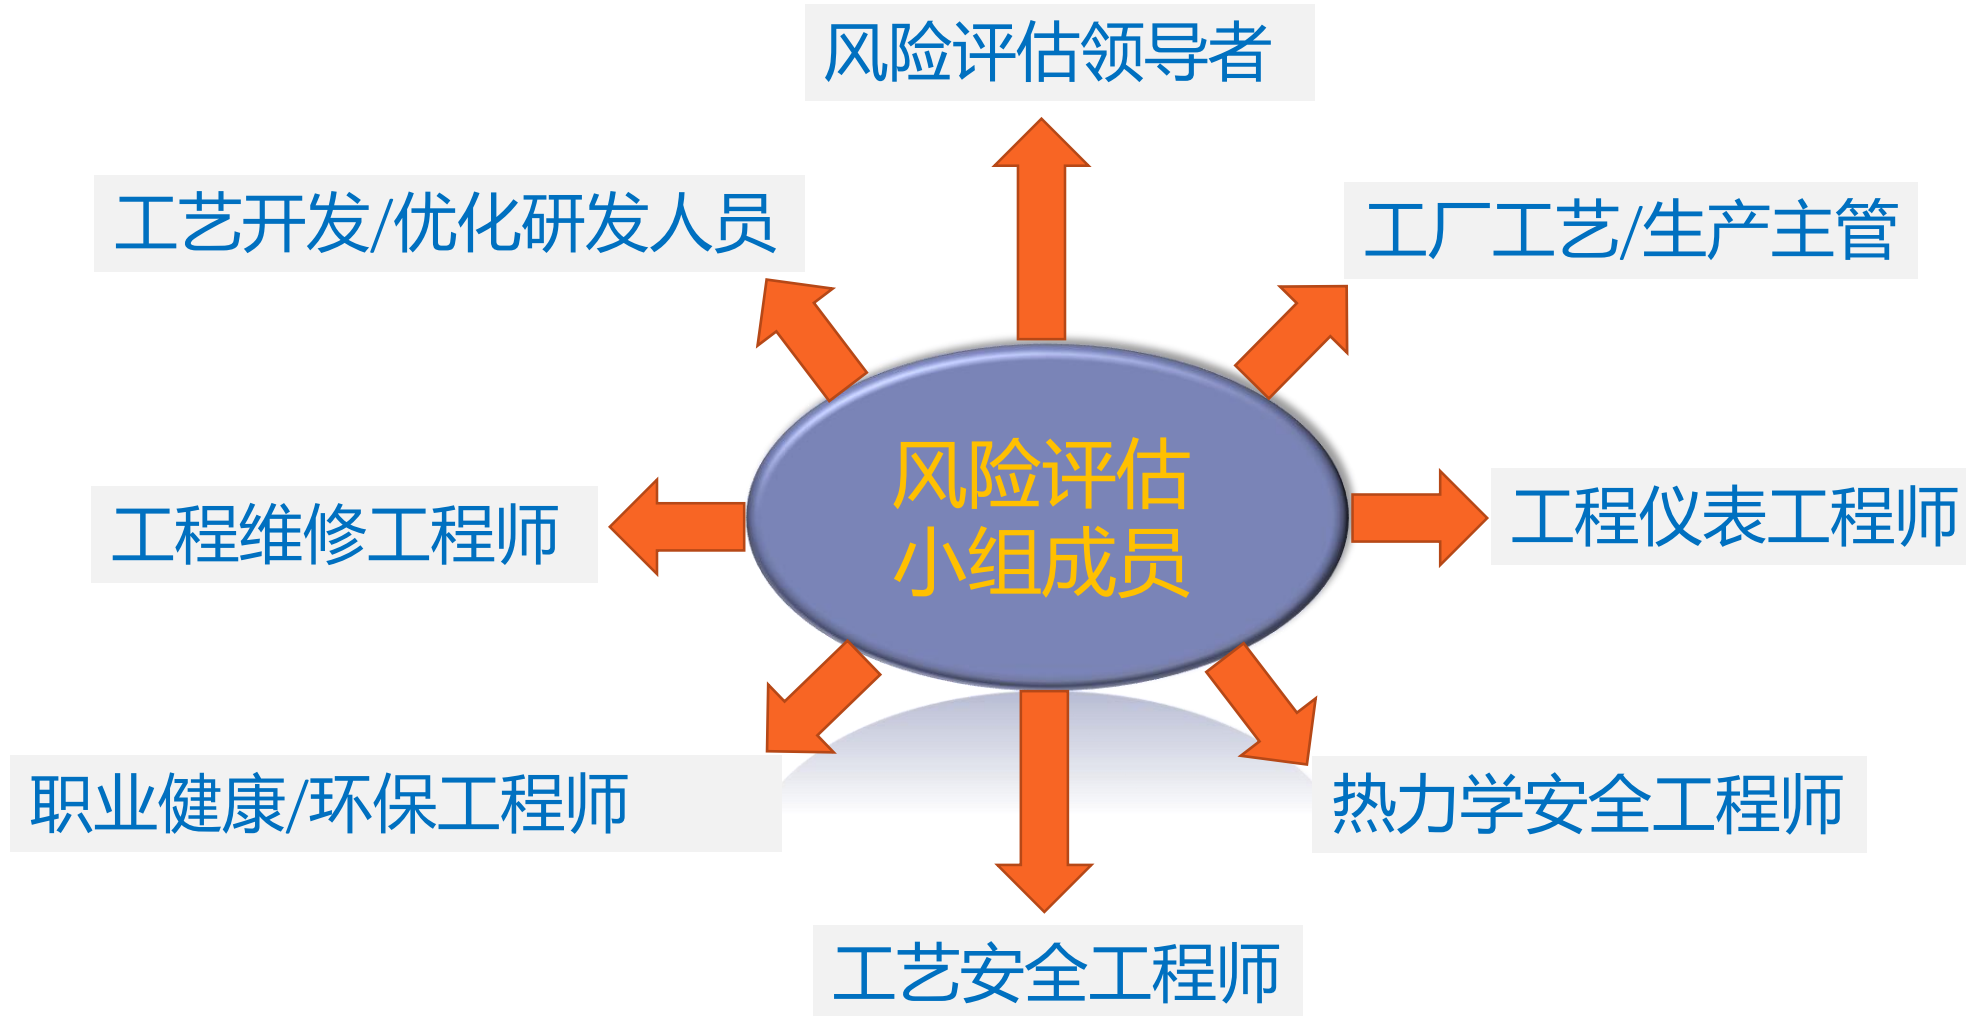 风险评估领导者
工艺开发/优化研发人员
工厂工艺/生产主管
风险评估
小组成员
工程维修工程师
工程仪表工程师
职业健康/环保工程师
热力学安全工程师
工艺安全工程师